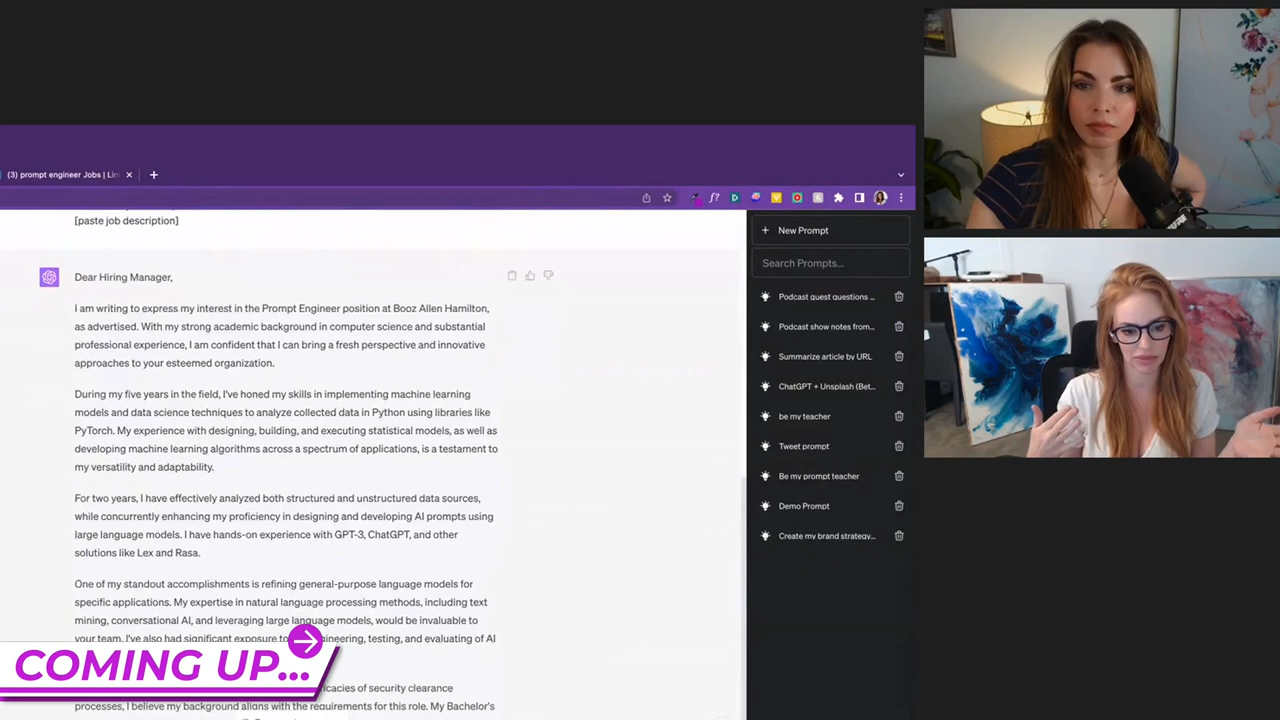 (3) prompt engineer Jobs | Lin
f?
[paste job description]
Dear Hiring Manager,
I am writing to express my interest in the Prompt Engineer position at Booz Allen Hamilton,
as advertised. With my strong academic background in computer science and substantial
professional experience, I am confident that I can bring a fresh perspective and innovative
approaches to your esteemed organization.
During my five years in the field, I've honed my skills in implementing machine learning
models and data science techniques to analyze collected data in Python using libraries like
PyTorch. My experience with designing, building, and executing statistical models, as well as
developing machine learning algorithms across a spectrum of applications, is a testament to
my versatility and adaptability.
For two years, I have effectively analyzed both structured and unstructured data sources,
while concurrently enhancing my proficiency in designing and developing AI prompts using
large language models. I have hands-on experience with GPT-3, ChatGPT, and other
solutions like Lex and Rasa.
One of my standout accomplishments is refining general-purpose language models for
specific applications. My expertise in natural language processing methods, including text
mining, conversational AI, and leveraging large language models, would be invaluable to
your team. I've also had significant exposure to gineering, testing, and evaluating of AI
ricacies of security clearance
processes, I believe my background aligns with the requirements for this role. My Bachelor's
New Prompt
Search Prompts...
Podcast guest questions ...
Podcast show notes from...
Summarize article by URL
ChatGPT + Unsplash (Bet...
be my teacher
Tweet prompt
Be my prompt teacher
Demo Prompt
Create my brand strategy...
COMING UP...